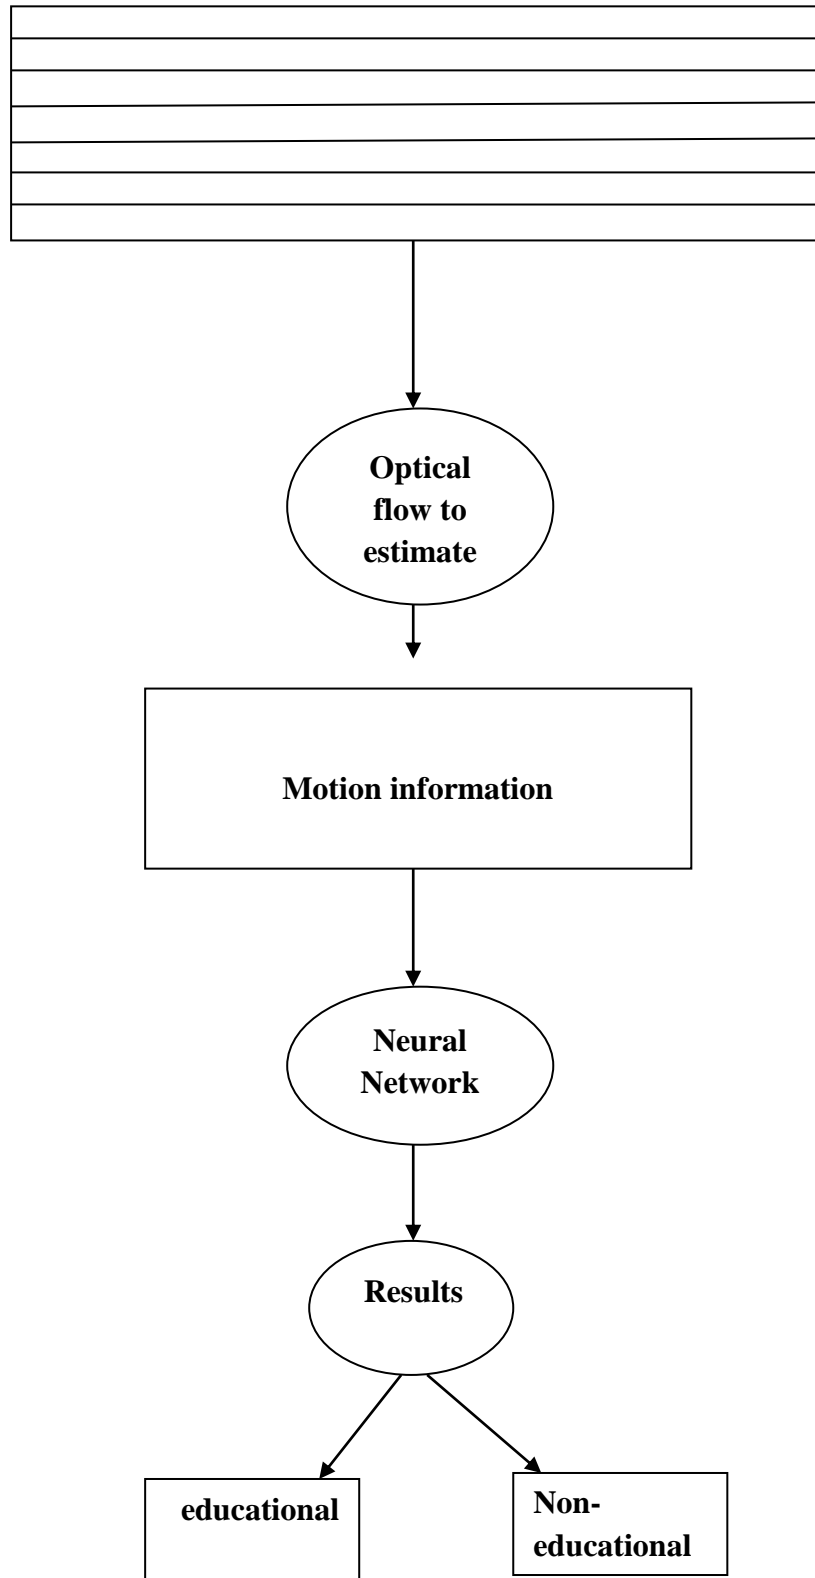 Optical
flow to
estimate
Motion information
Neural
Network
Results
educational
Non-
educational